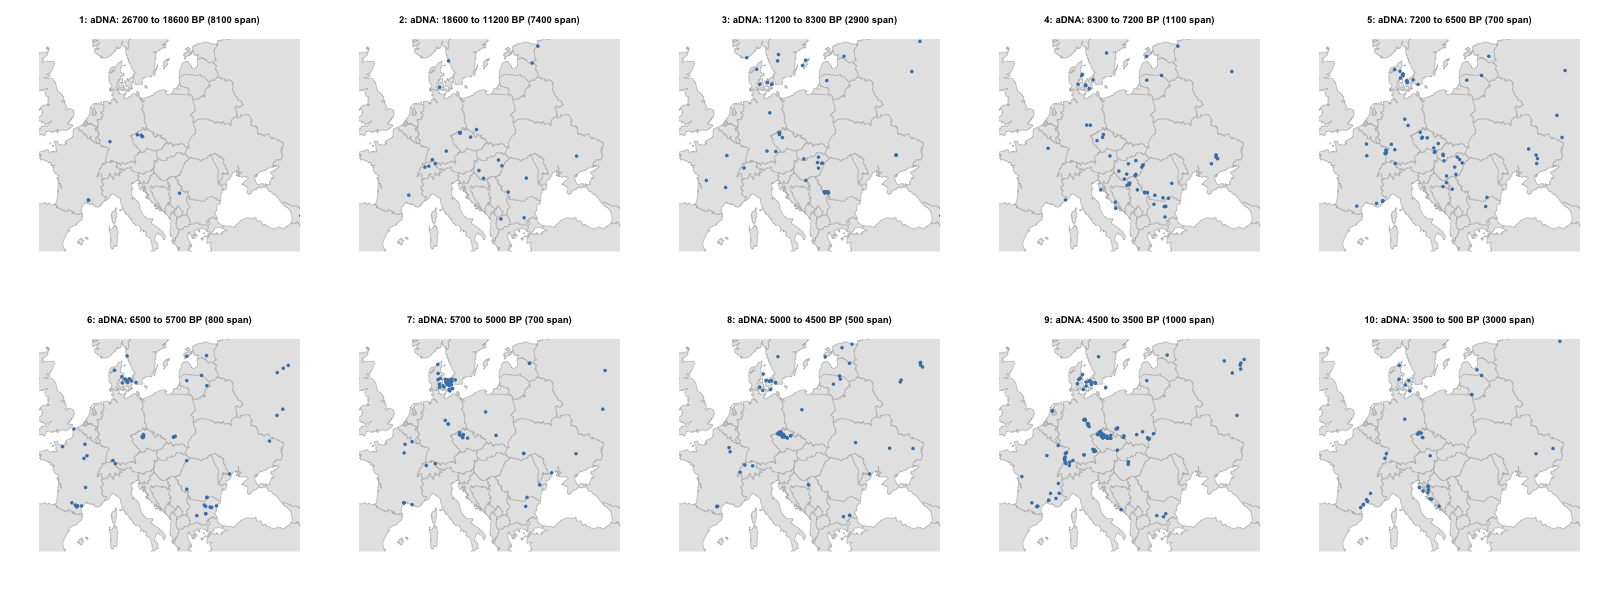 1: aDNA: 26700 to 18600 BP (8100 span)
2: aDNA: 18600 to 11200 BP (7400 span)
3: aDNA: 11200 to 8300 BP (2900 span)
4: aDNA: 8300 to 7200 BP (1100 span)
5: aDNA: 7200 to 6500 BP (700 span)
6: aDNA: 6500 to 5700 BP (800 span)
7: aDNA: 5700 to 5000 BP (700 span)
8: aDNA: 5000 to 4500 BP (500 span)
9: aDNA: 4500 to 3500 BP (1000 span)
10: aDNA: 3500 to 500 BP (3000 span)